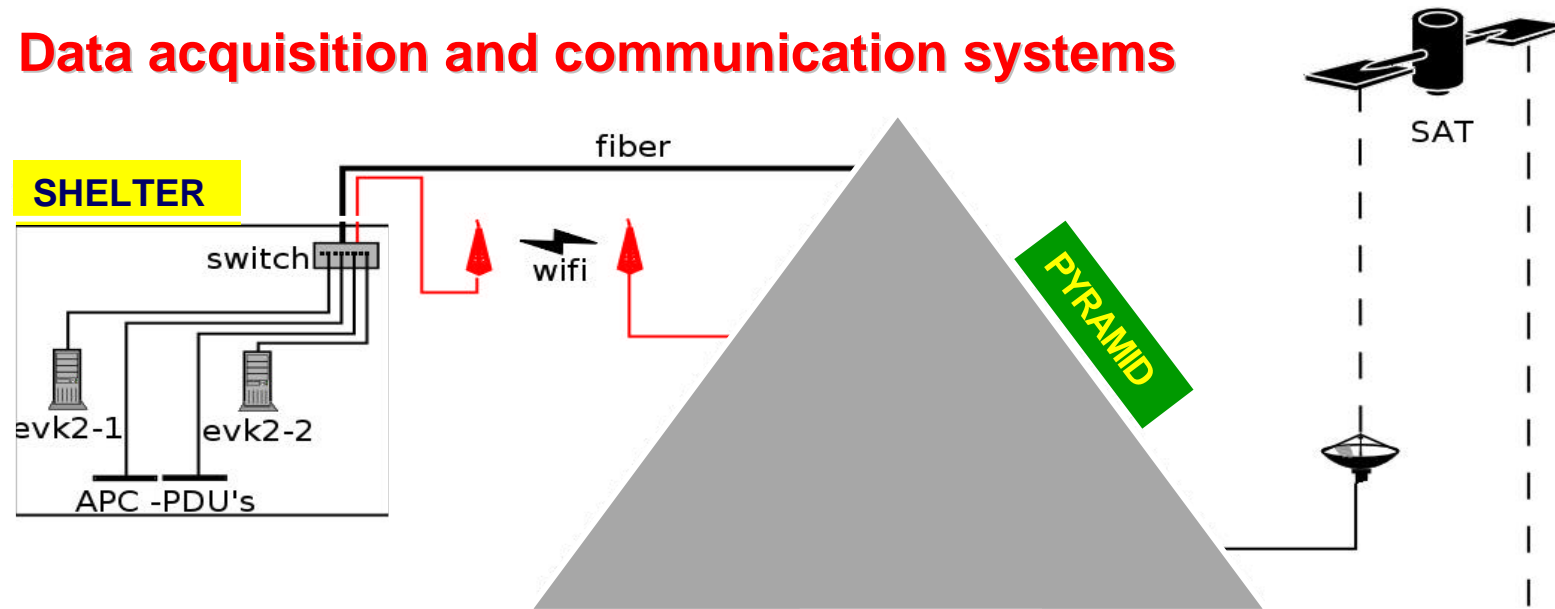 Data acquisition and communication systems
SAT
fiber
SHELTER
switch
wifi
PYRAMID
evk2-1
evk2-2
APC -PDU's